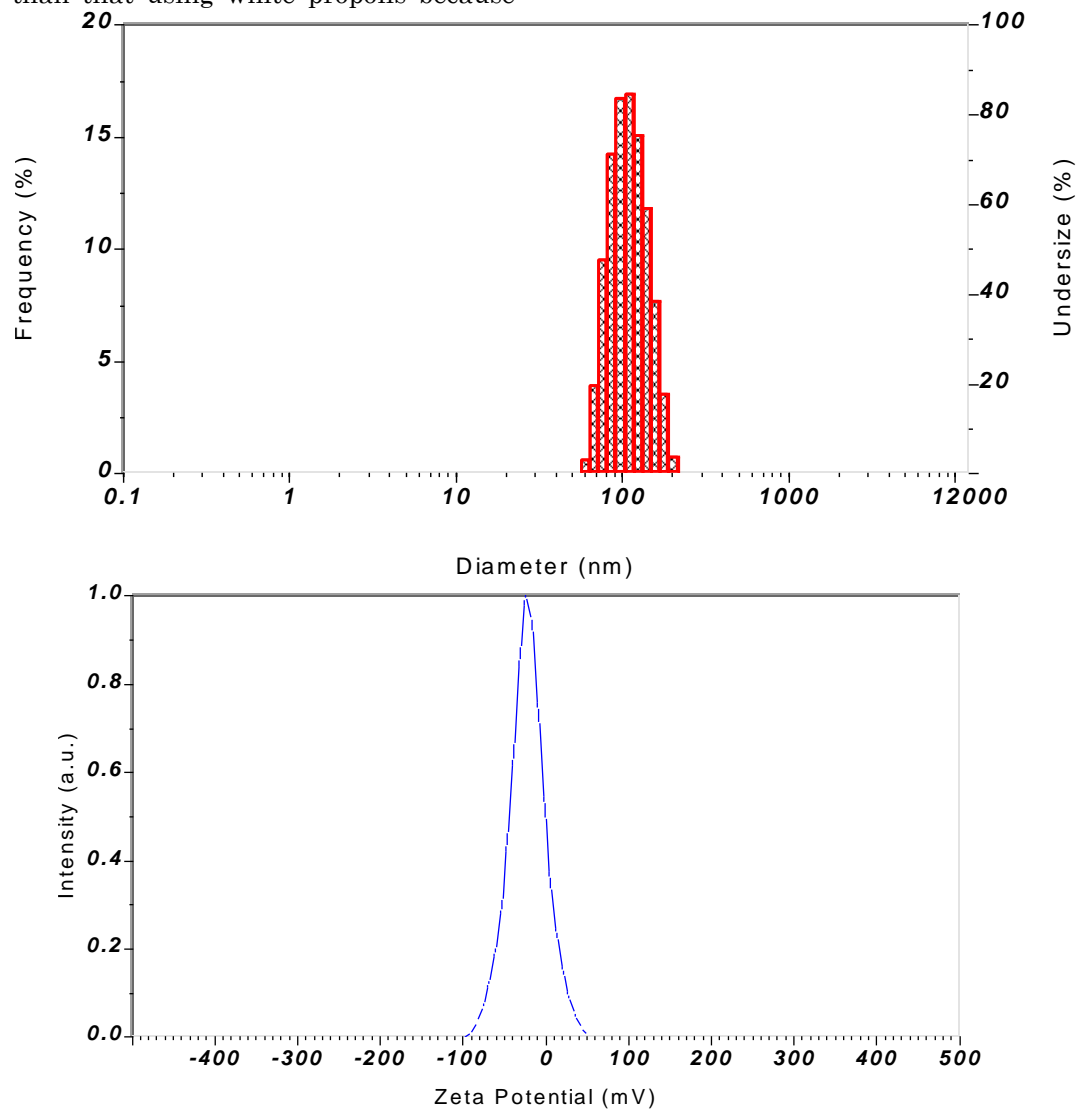 than that using white propolis because
20 100
15 80
60
10
40
5
20
0
0.1 1 10 100 1000 12000
Frequency (%)
Undersize (%)
Diameter (nm)
1.0
0.8
0.6
0.4
0.2
0.0
Intensity (a.u.)
-400 -300 -200 -100 0 100 200 300 400 500
Zeta Potential (mV)